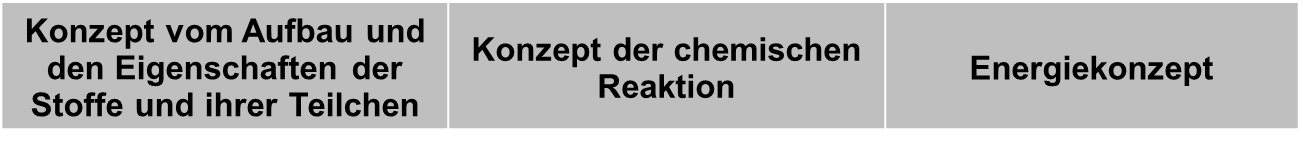 Konzept vom Aufbau und
den Eigenschaften der
Stoffe und ihrer Teilchen
Konzept der chemischen
Reaktion
Energiekonzept